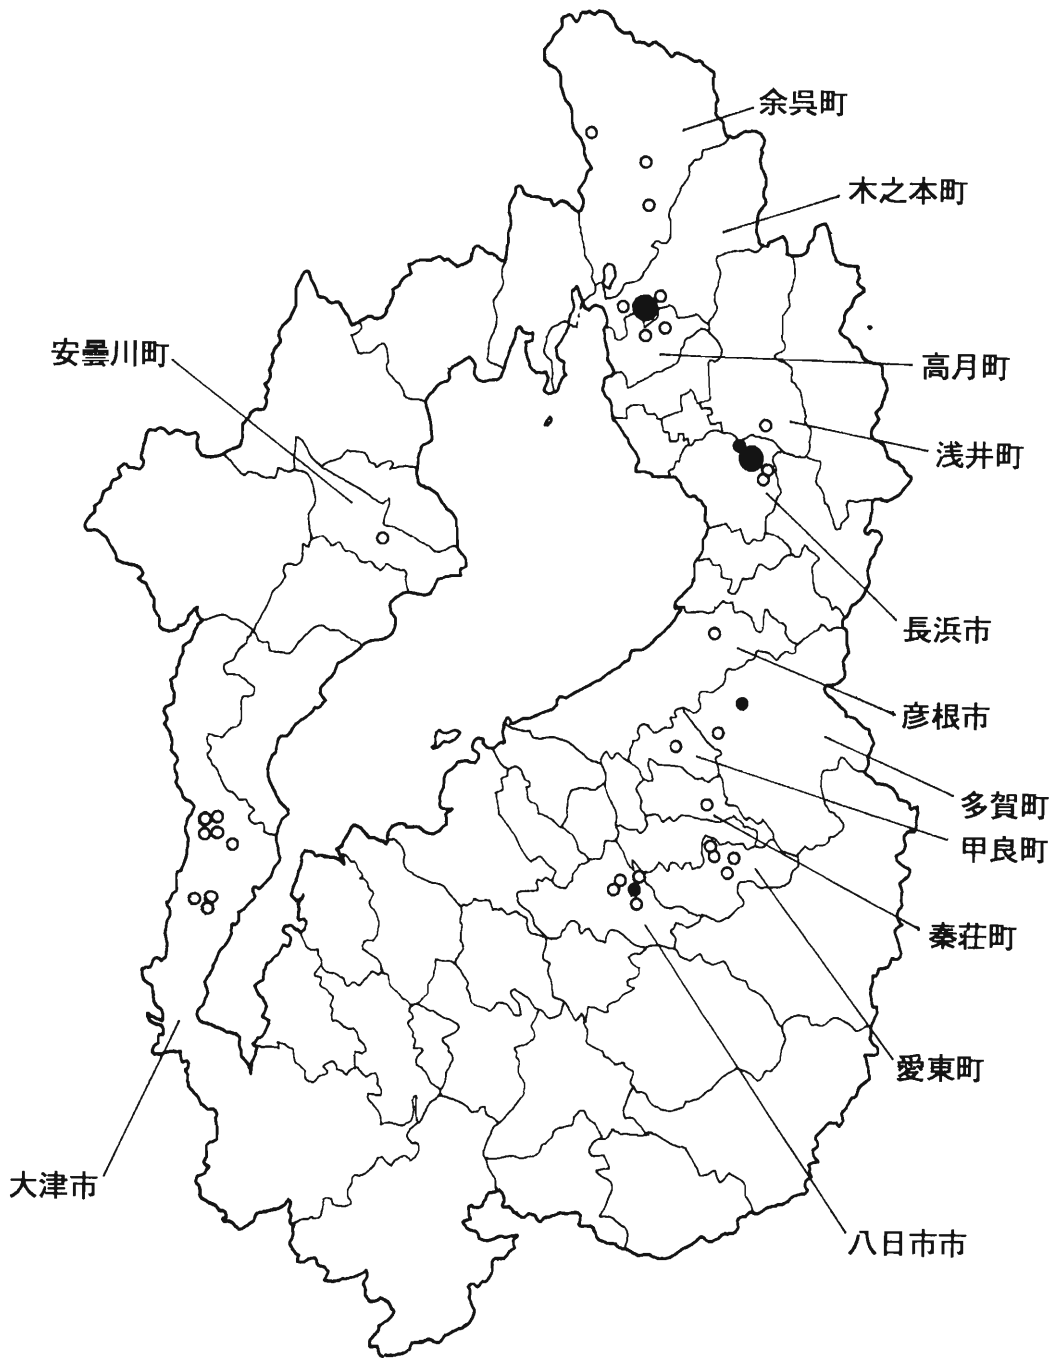 余呉町
木之本町
安曇川町
高月町
浅井町
長浜市
彦根市
多賀町
甲良町
秦荘町
愛東町
大津市
八日市市